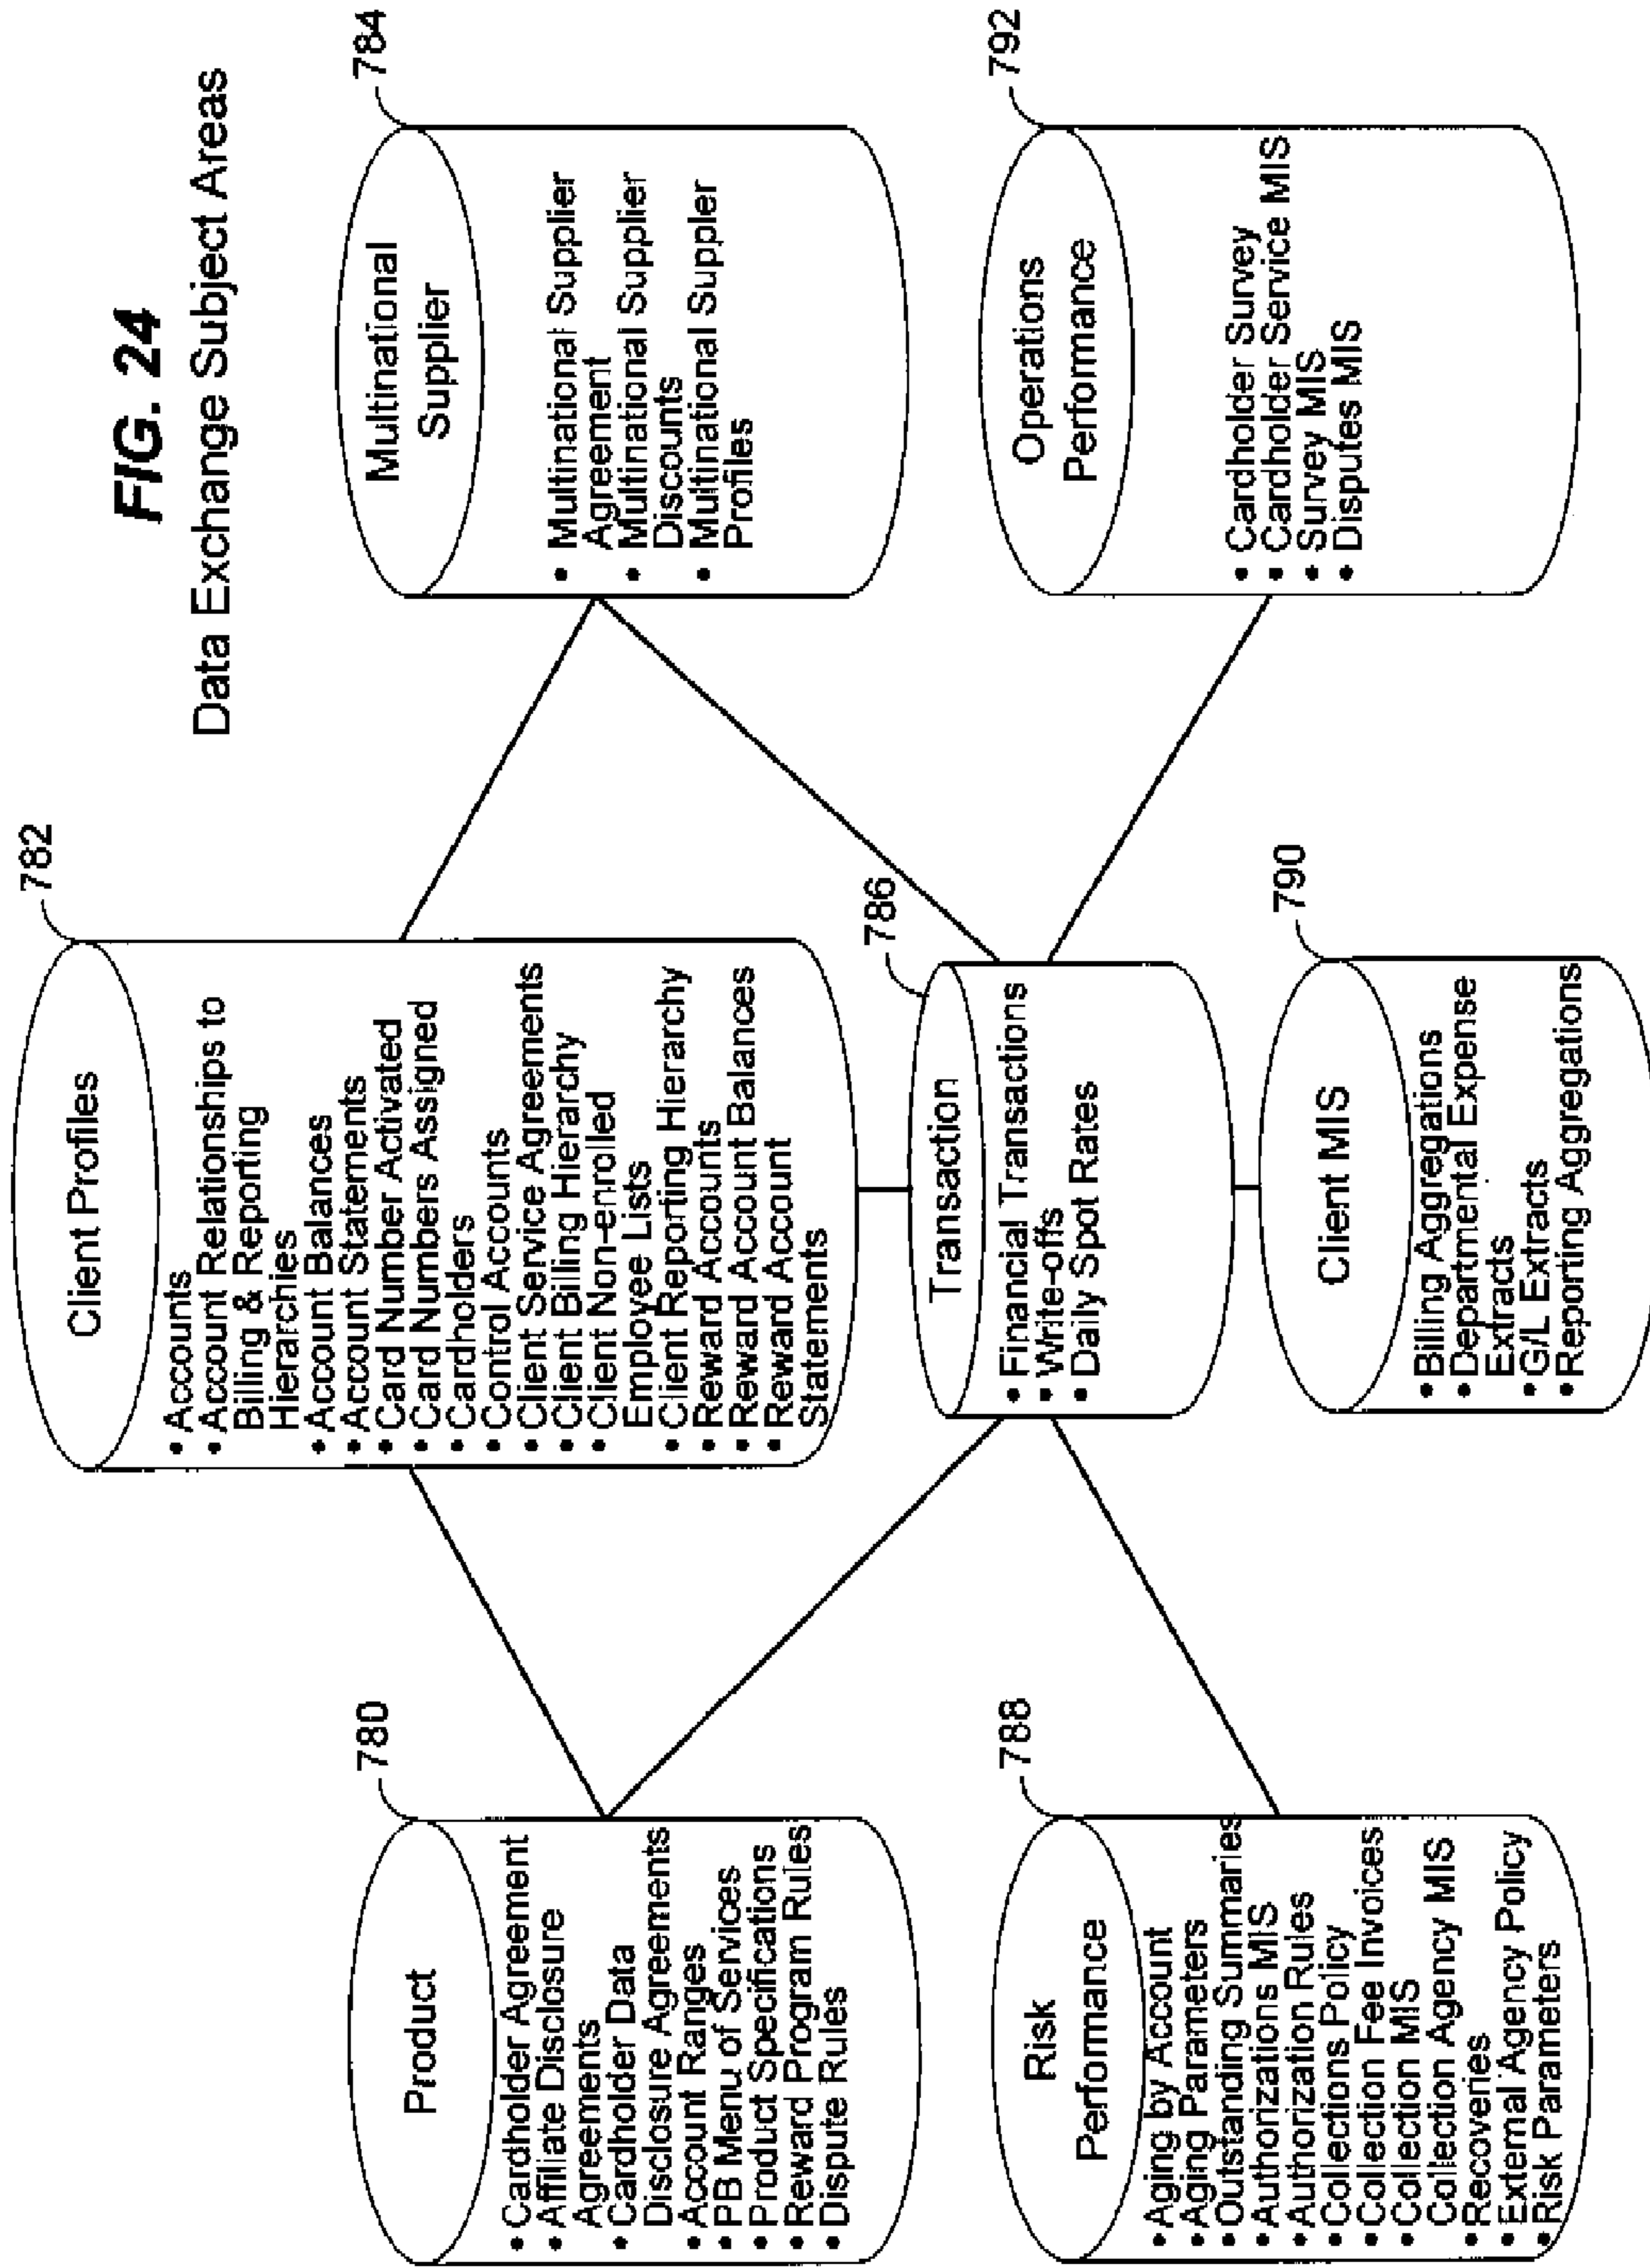 FIG. 24
Data Exchange Subject Areas
780
Product
• Cardholder Agreement
• Affiliate Disclosure
Agreements
• Cardholder Data
Disclosure Agreements
• Account Ranges
• PB Menu of Services
• Product Specifications
• Reward Program Rules
• Dispute Rules
782
Client Profiles
• Accounts
• Account Relationships to
Billing & Reporting
Hierarchies
• Account Balances
• Account Statements
• Card Number Activated
• Card Numbers Assigned
• Cardholders
• Control Accounts
• Client Service Agreements
• Client Billing Hierarchy
• Client Non-enrolled
Employee Lists
• Client Reporting Hierarchy
• Reward Accounts
• Reward Account Balances
• Reward Account
Statements
784
Multinational
Supplier
• Multinational Supplier
Agreement
• Multinational Supplier
Discounts
• Multinational Suppler
Profiles
786
Transaction
• Financial Transactions
• Write-offs
• Daily Spot Rates
788
Risk
Perfomance
• Aging by Account
• Aging Parameters
• Outstanding Summaries
• Authorizations MIS
• Authorization Rules
• Collections Policy
• Collection Fee Invoices
• Collection MIS
Collection Agency MIS
• Recoveries
• External Agency Policy
• Risk Parameters
790
Client MIS
• Billing Aggregations
• Departmental Expense
Extracts
• G/L Extracts
• Reporting Aggregations
792
Operations
Perfomance
• Cardholder Survey
• Cardholder Service MIS
• Survey MIS
• Disputes MIS